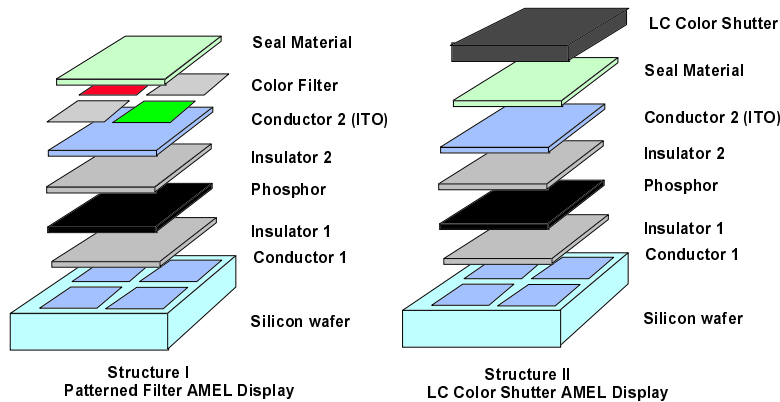 Seal Material
Color Filter
Conductor 2 (ITO)
Insulator 2
Phosphor
Insulator 1
Conductor 1
Silicon wafer
Structure I
Patterned Filter AMEL Display
LC Color Shutter
Seal Material
Conductor 2 (ITO)
Insulator 2
Phosphor
Insulator 1
Conductor 1
Silicon wafer
Structure II
LC Color Shutter AMEL Display